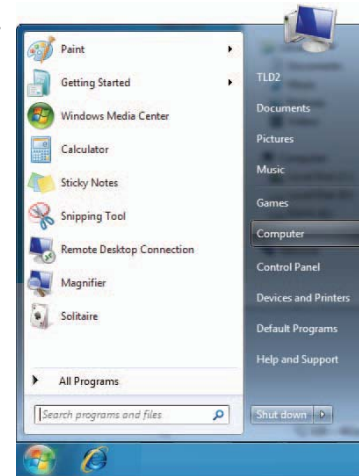 Paint
Getting Started
Windows Media Center
Calculator
Sticky Notes
Snipping Tool
Remote Desktop Connection
Magnifier
Solitaire
All Programs
Search programs and files
TLD2
Documents
Pictures
Music
Games
Computer
Control Panel
Devices and Printers
Default Programs
Help and Support
Shut down